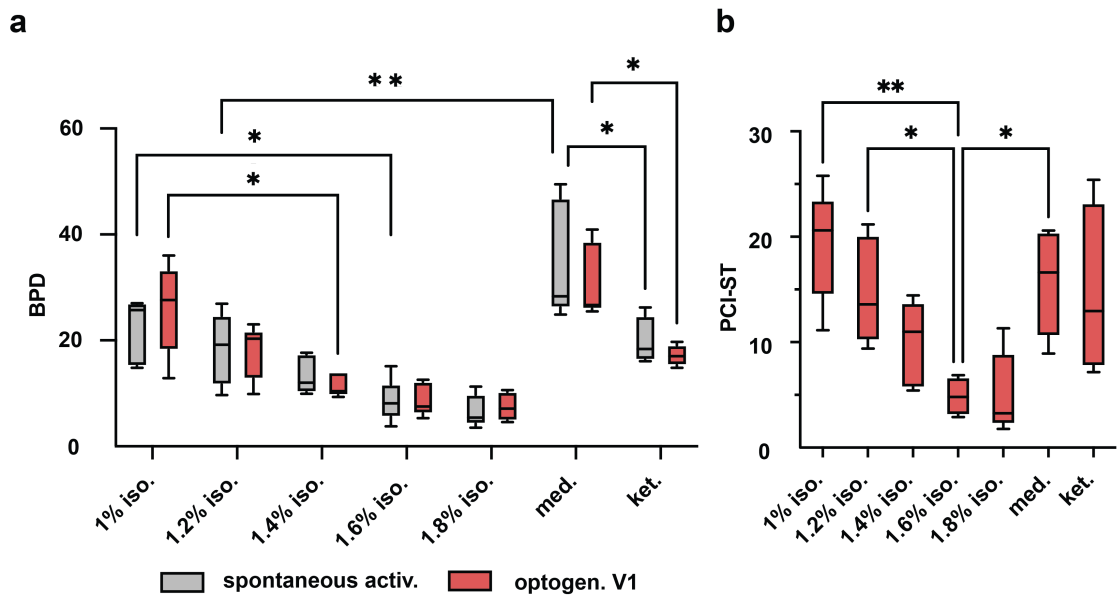 a
b
**
*
*
*
*
60
40
20
0
BPD
1% iso.
1.2% iso.
1.4% iso.
1.6% iso.
1.8% iso.
med.
ket.
spontaneous activ.
optogen. V1
**
*
*
30
20
10
0
PCI-ST
1% iso.
1.2% iso.
1.4% iso.
1.6% iso.
1.8% iso.
med.
ket.